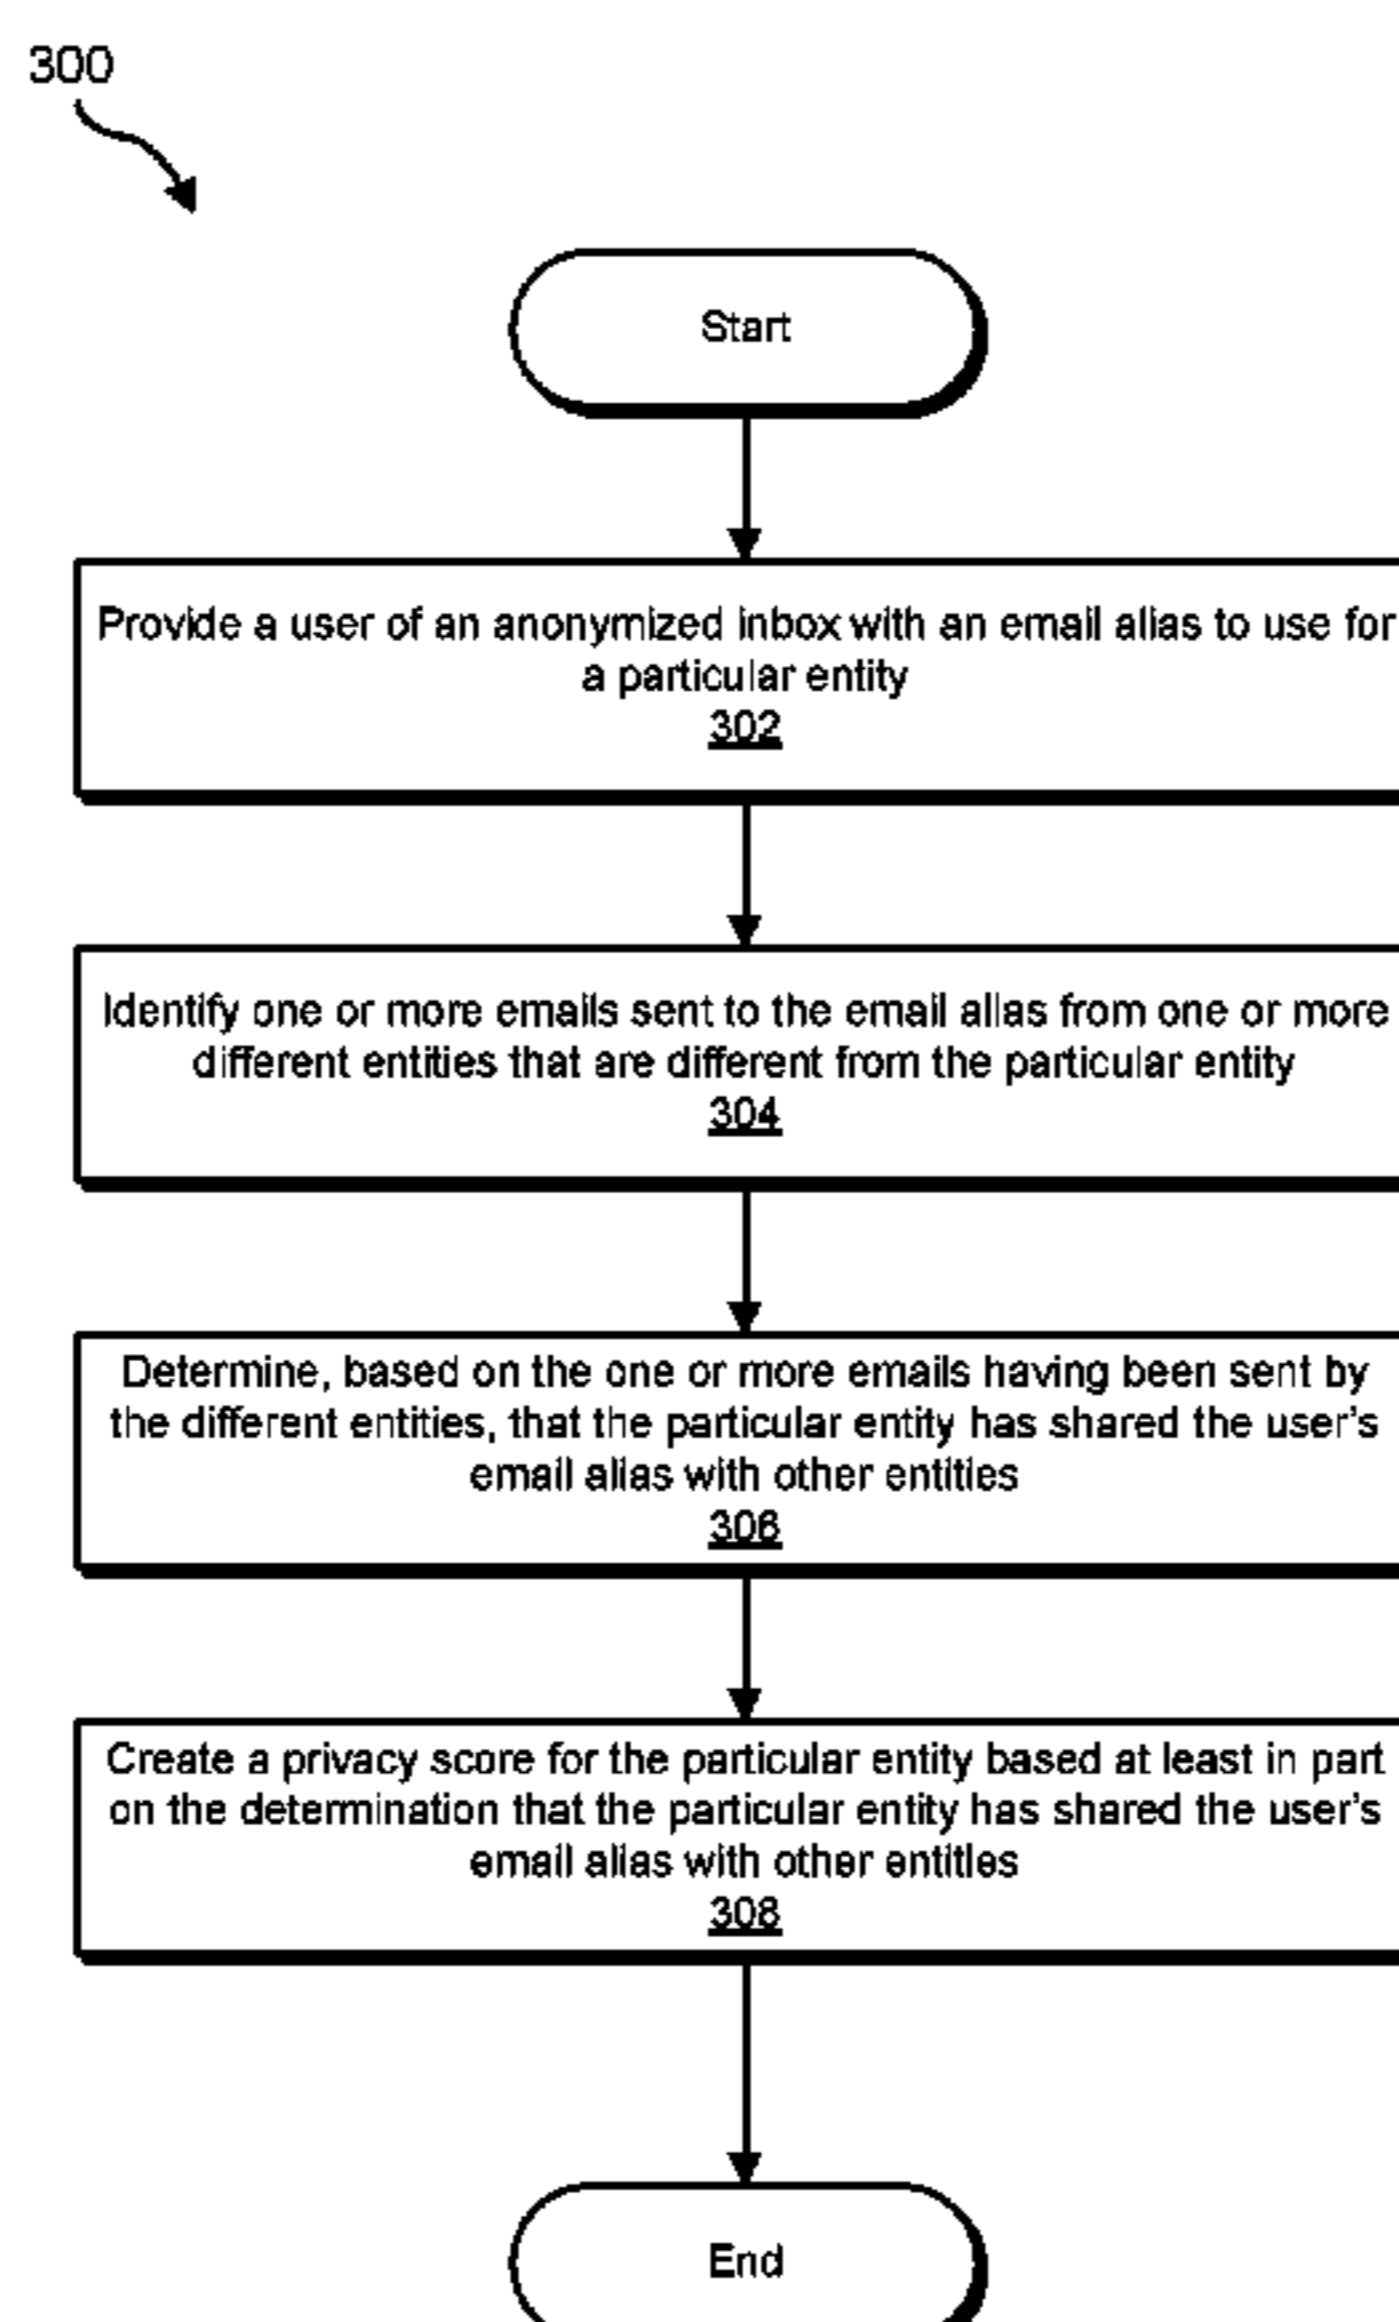 300
Start
Provide a user of an anonymized inbox with an email alias to use for
a particular entity
302
Identify one or more emails sent to the email alias from one or more
different entities that are different from the particular entity
304
Determine, based on the one or more emails having been sent by
the different entities, that the particular entity has shared the user's
email alias with other entities
306
Create a privacy score for the particular entity based at least in part
on the determination that the particular entity has shared the user's
email alias with other entities
308
End